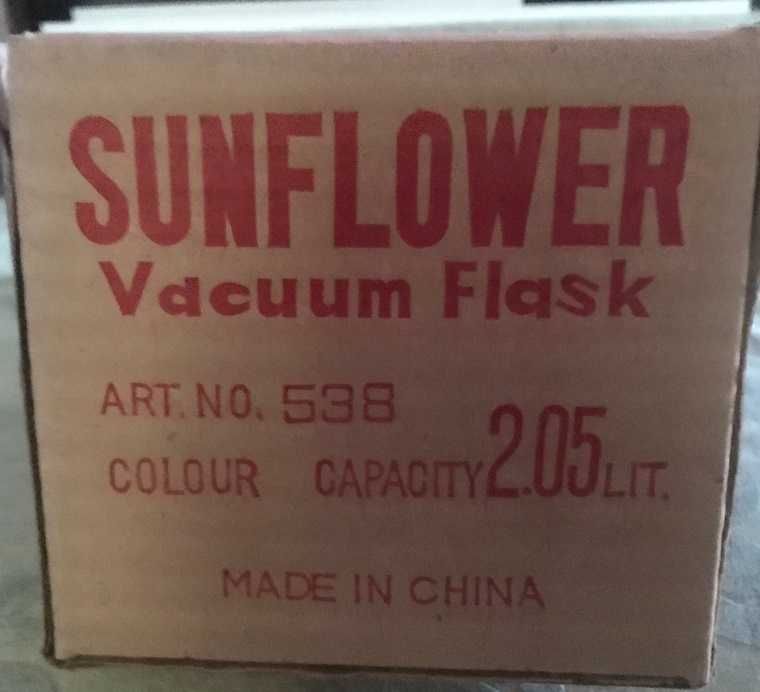 SUNFLOWER
Vacuum Flask
ART. NO. 538
COLOUR CAPACITY 2.05 LIT.
MADE IN CHINA